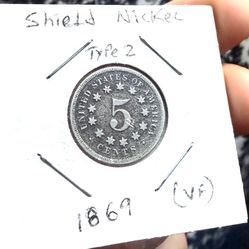 Shield Nickel
Type 2
UNITED STATES OF AMERICA
5
CENTS
1869
(VF)